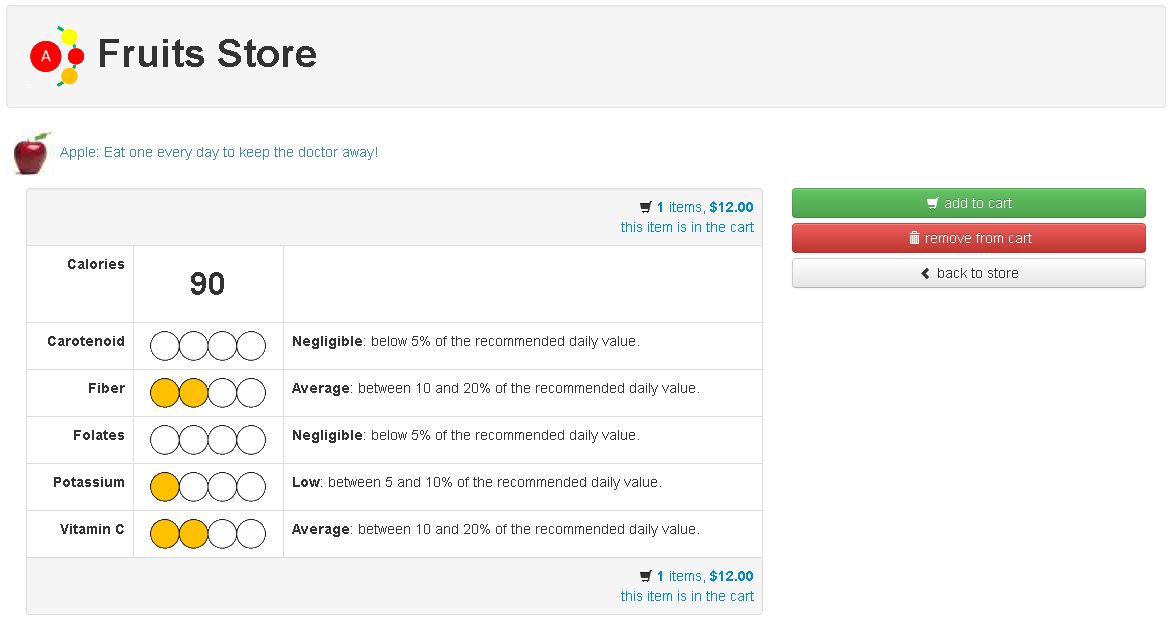 A
Fruits Store
Apple: Eat one every day to keep the doctor away!
1 items, $12.00
this item is in the cart
add to cart
remove from cart
back to store
Calories
90
Carotenoid
Negligible: below 5% of the recommended daily value.
Fiber
Average: between 10 and 20% of the recommended daily value.
Folates
Negligible: below 5% of the recommended daily value.
Potassium
Low: between 5 and 10% of the recommended daily value.
Vitamin C
Average: between 10 and 20% of the recommended daily value.
1 items, $12.00
this item is in the cart